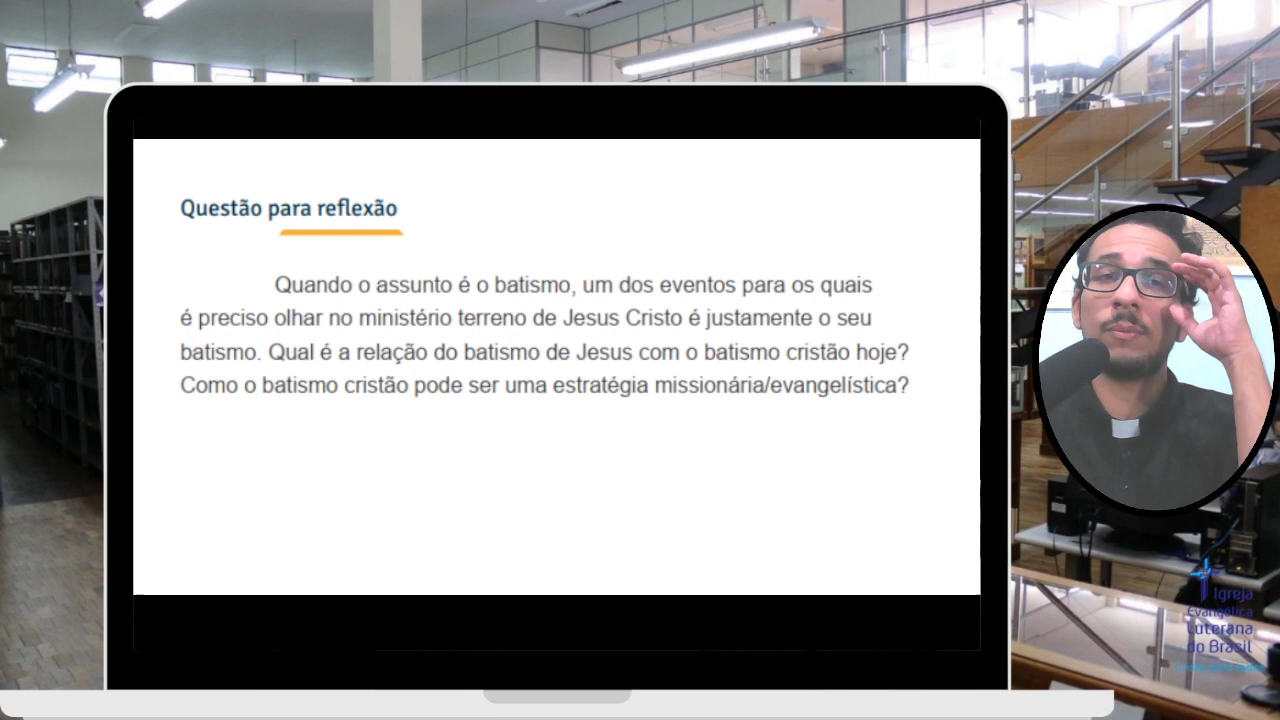 Questão para reflexão
Quando o assunto é o batismo, um dos eventos para os quais
é preciso olhar no ministério terreno de Jesus Cristo é justamente o seu
batismo. Qual é a relação do batismo de Jesus com o batismo cristão hoje?
Como o batismo cristão pode ser uma estratégia missionária/evangelística?
Igreja
Evangélica
Luterana
do Brasil